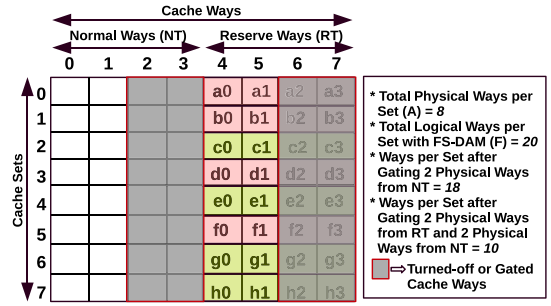 Cache Ways
Normal Ways (NT) Reserve Ways (RT)
0 1 2 3 4 5 6 7
Cache Sets
0 a0 a1 a2 a3
1 b0 b1 b2 b3
2 c0 c1 c2 c3
3 d0 d1 d2 d3
4 e0 e1 e2 e3
5 f0 f1 f2 f3
6 g0 g1 g2 g3
7 h0 h1 h2 h3
* Total Physical Ways per
Set (A) = 8
* Total Logical Ways per
Set with FS-DAM (F) = 20
* Ways per Set after
Gating 2 Physical Ways
from NT = 18
* Ways per Set after
Gating 2 Physical Ways
from RT and 2 Physical
Ways from NT = 10
⇨Turned-off or Gated
Cache Ways